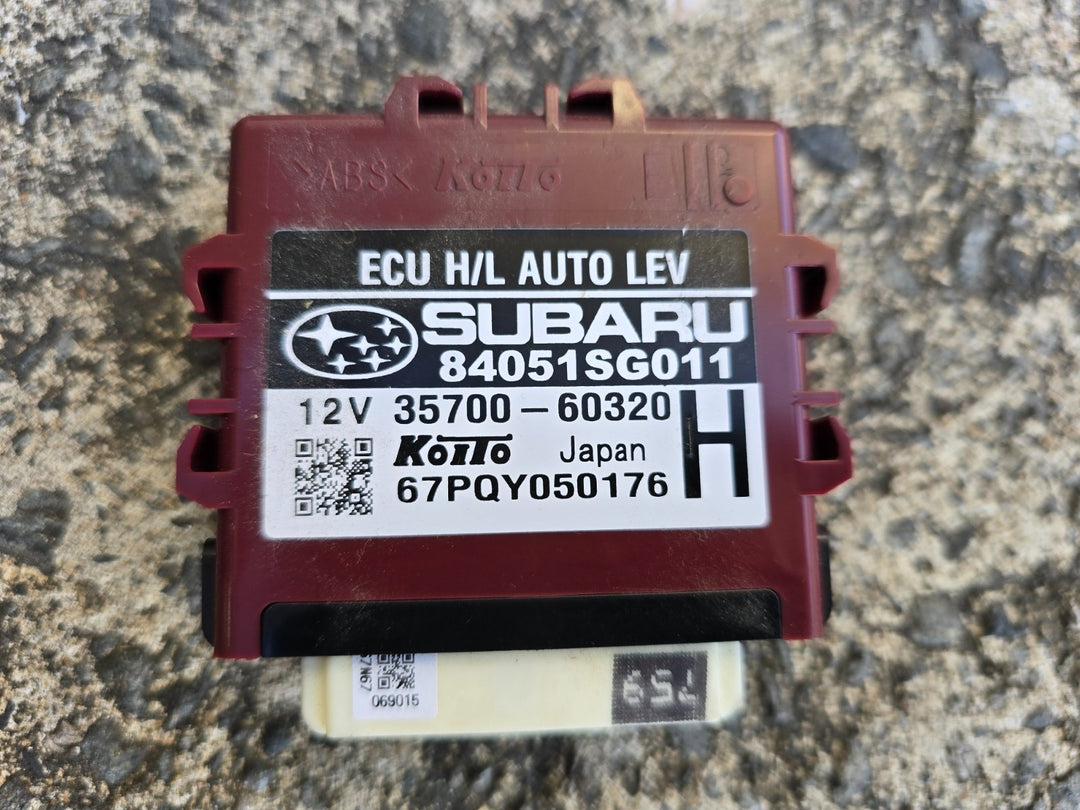 >ABS< KOITO
ECU H/L AUTO LEV
SUBARU
84051SG011
12V 35700-60320 H
KOITO Japan
67PQY050176
069015